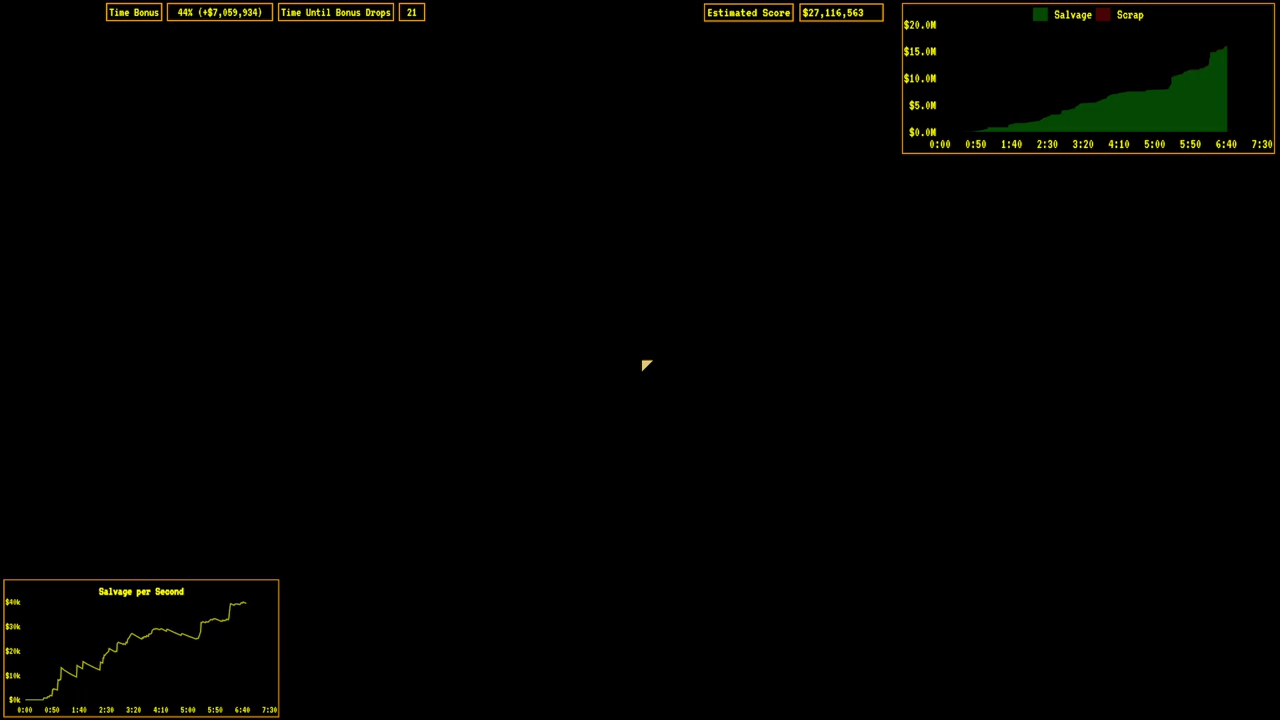 Time Bonus 44% (+$7,059,934) Time Until Bonus Drops 21 Estimated Score $27,116,563
Salvage Scrap
$20.0M
$15.0M
$10.0M
$5.0M
$0.0M
0:00 0:50 1:40 2:30 3:20 4:10 5:00 5:50 6:40 7:30
Salvage per Second
$40k
$30k
$20k
$10k
$0k
0:00 0:50 1:40 2:30 3:20 4:10 5:00 5:50 6:40 7:30